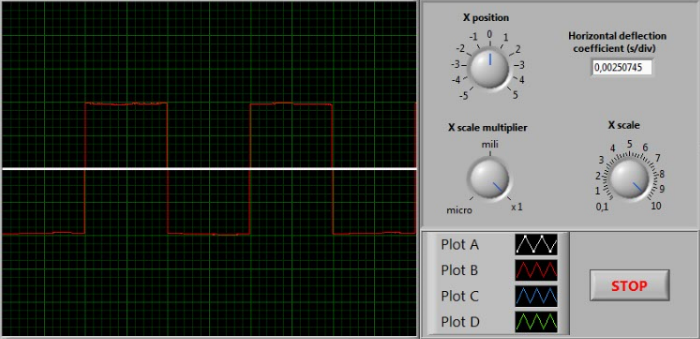 X position
-5 -4 -3 -2 -1 0 1 2 3 4 5
Horizontal deflection
coefficient (s/div)
0,00250745
X scale multiplier
micro mili x1
X scale
0,1 1 2 3 4 5 6 7 8 9 10
Plot A
Plot B
Plot C
Plot D
STOP